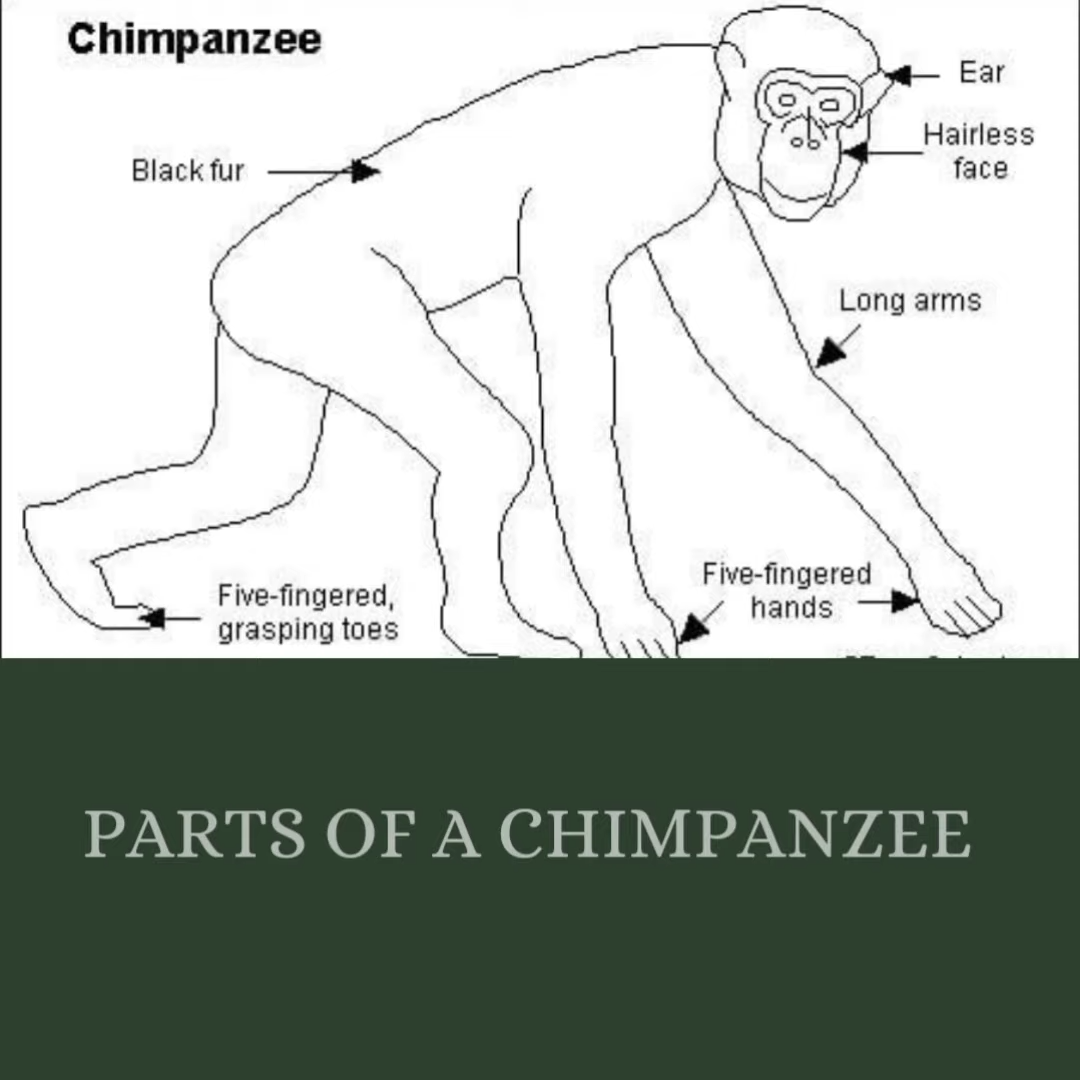 Chimpanzee
Ear
Hairless
face
Black fur
Long arms
Five-fingered
hands
Five-fingered,
grasping toes
PARTS OF A CHIMPANZEE